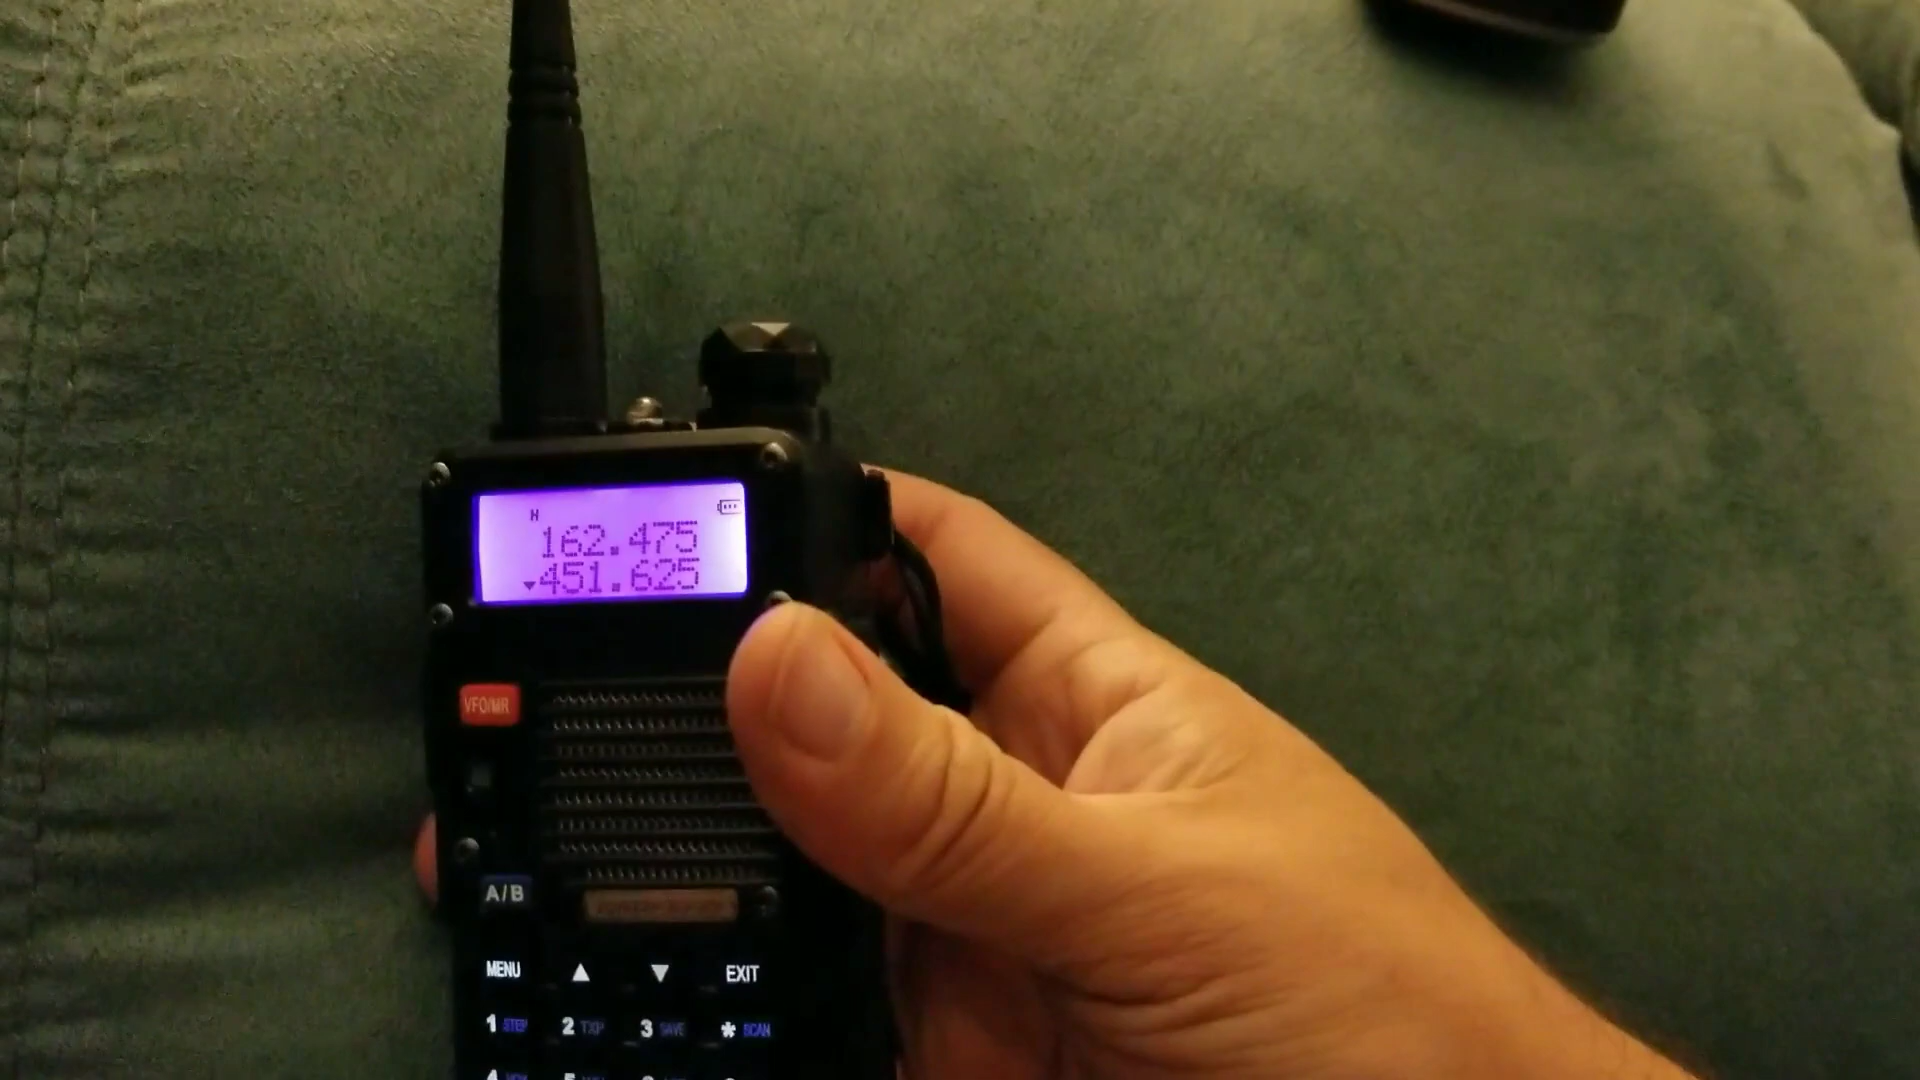 H
162.475
▼451.625
VFO/MR
A/B
MENU ▲ ▼ EXIT
1 STEP 2 TXP 3 SAVE * SCAN